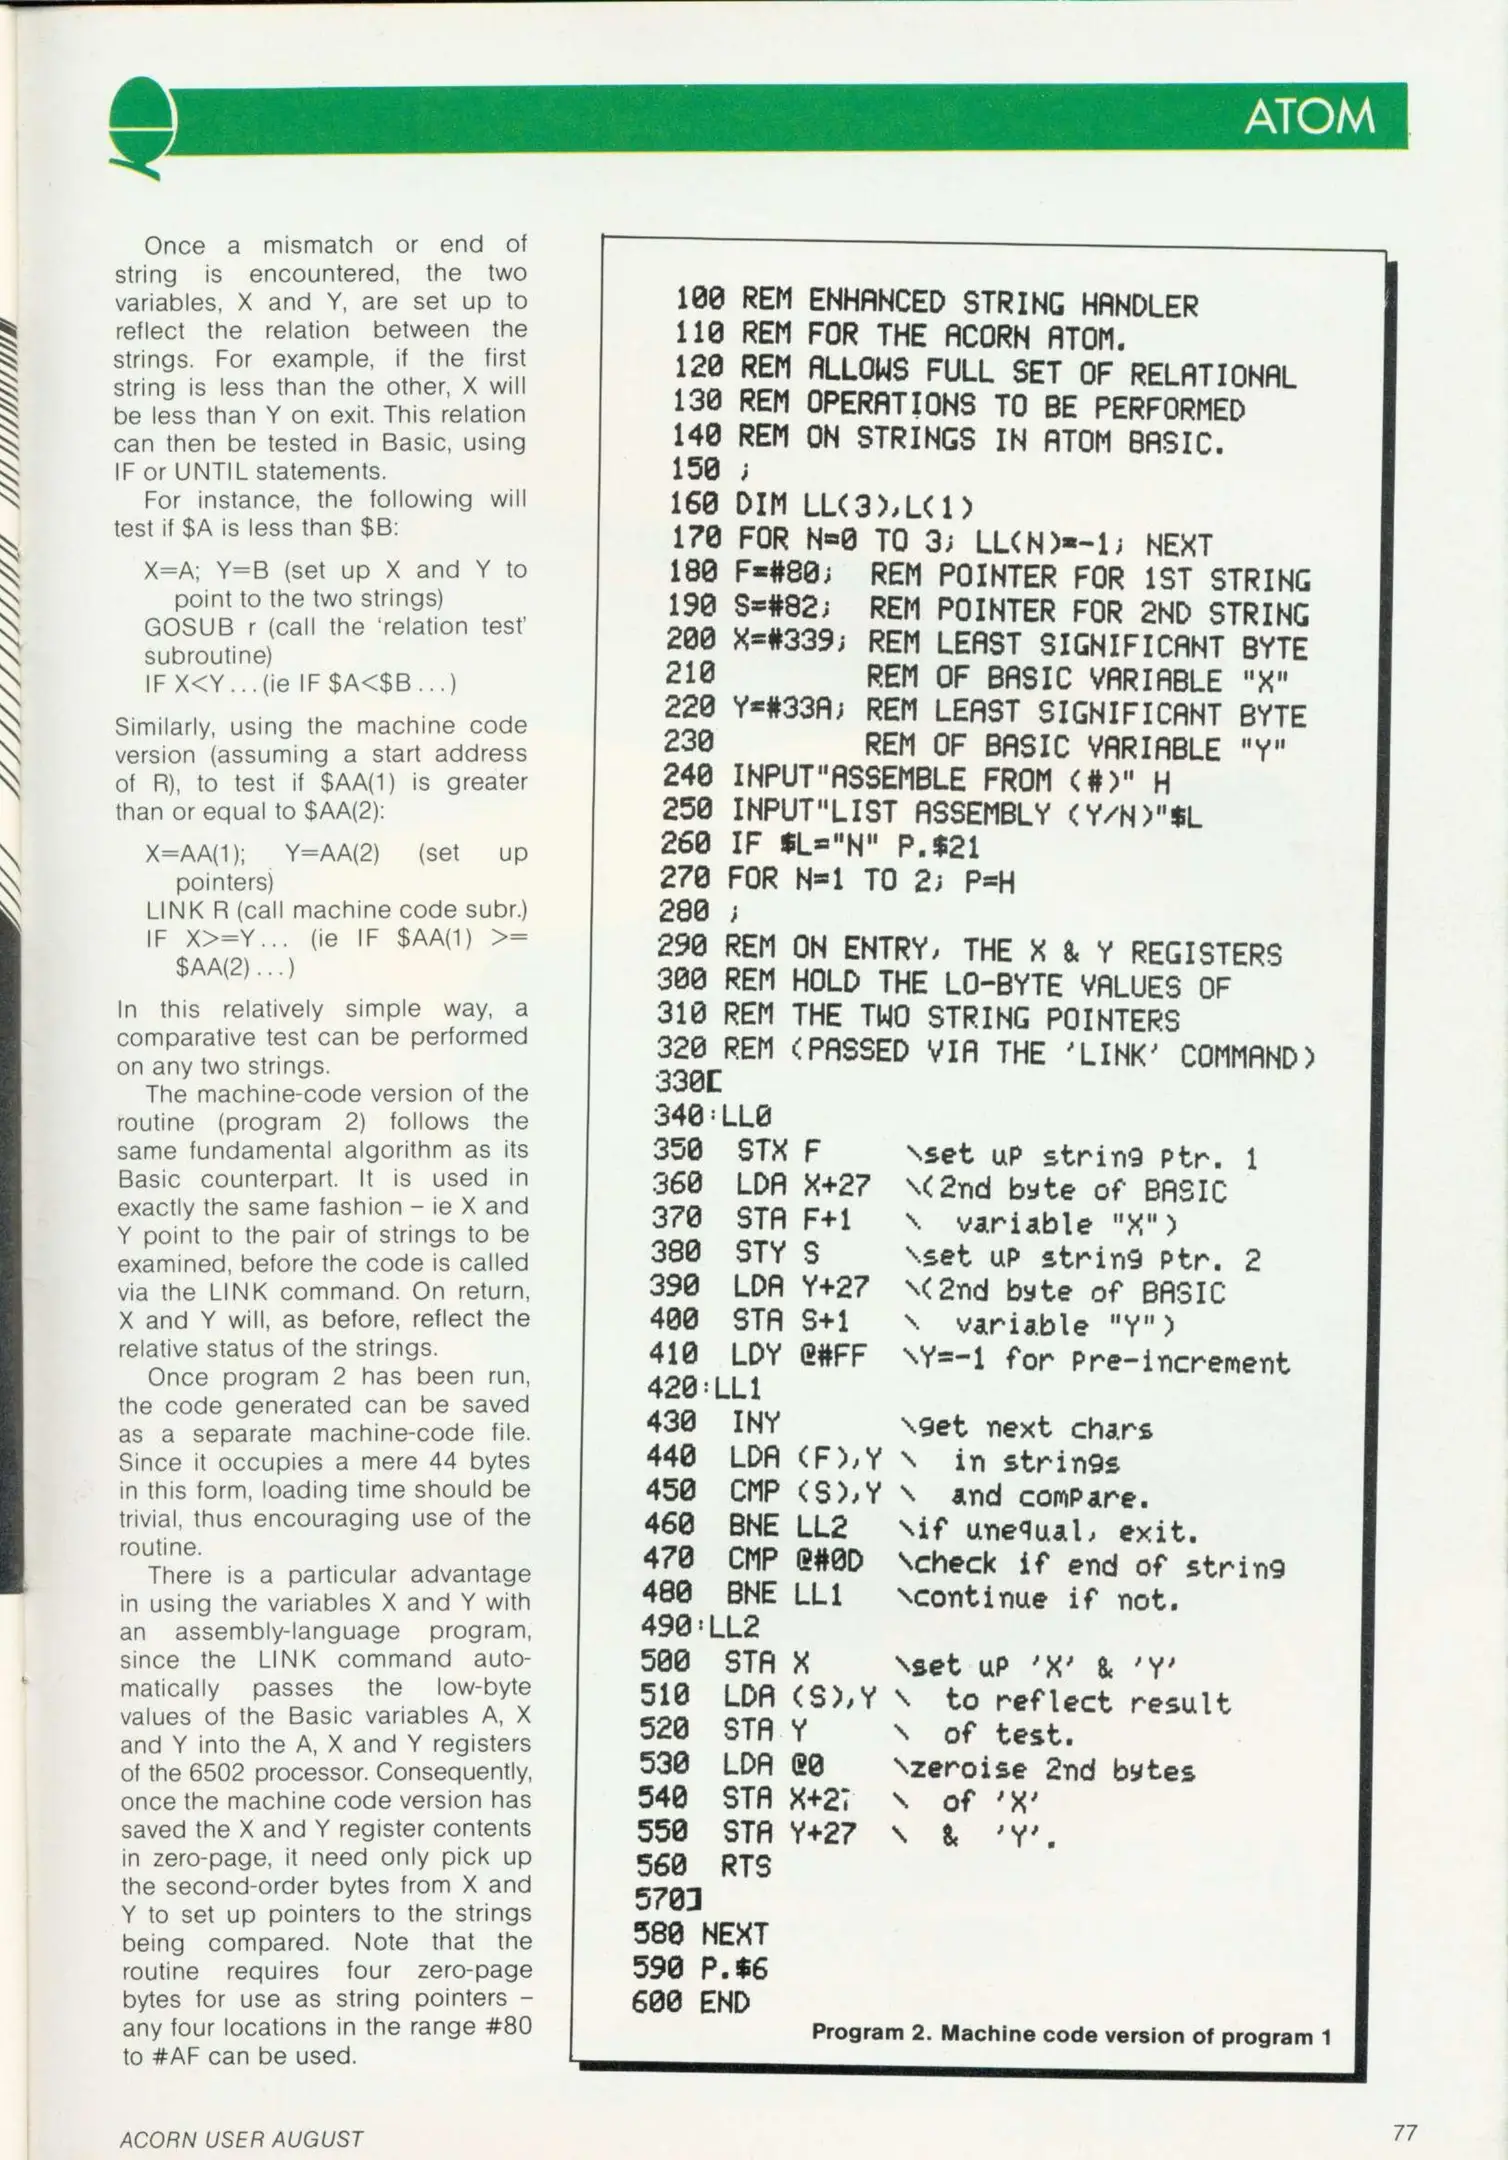 ATOM
Once a mismatch or end of
string is encountered, the two
variables, X and Y, are set up to
reflect the relation between the
strings. For example, if the first
string is less than the other, X will
be less than Y on exit. This relation
can then be tested in Basic, using
IF or UNTIL statements.
For instance, the following will
test if $A is less than $B:
X=A; Y=B (set up X and Y to
point to the two strings)
GOSUB r (call the 'relation test'
subroutine)
IF X<Y...(ie IF $A<$B...)
Similarly, using the machine code
version (assuming a start address
of R), to test if $AA(1) is greater
than or equal to $AA(2):
X=AA(1); Y=AA(2) (set up
pointers)
LINK R (call machine code subr.)
IF X>=Y... (ie IF $AA(1) >=
$AA(2)...)
In this relatively simple way, a
comparative test can be performed
on any two strings.
The machine-code version of the
routine (program 2) follows the
same fundamental algorithm as its
Basic counterpart. It is used in
exactly the same fashion – ie X and
Y point to the pair of strings to be
examined, before the code is called
via the LINK command. On return,
X and Y will, as before, reflect the
relative status of the strings.
Once program 2 has been run,
the code generated can be saved
as a separate machine-code file.
Since it occupies a mere 44 bytes
in this form, loading time should be
trivial, thus encouraging use of the
routine.
There is a particular advantage
in using the variables X and Y with
an assembly-language program,
since the LINK command auto-
matically passes the low-byte
values of the Basic variables A, X
and Y into the A, X and Y registers
of the 6502 processor. Consequently,
once the machine code version has
saved the X and Y register contents
in zero-page, it need only pick up
the second-order bytes from X and
Y to set up pointers to the strings
being compared. Note that the
routine requires four zero-page
bytes for use as string pointers –
any four locations in the range #80
to #AF can be used.
100 REM ENHANCED STRING HANDLER
110 REM FOR THE ACORN ATOM.
120 REM ALLOWS FULL SET OF RELATIONAL
130 REM OPERATIONS TO BE PERFORMED
140 REM ON STRINGS IN ATOM BASIC.
150 ;
160 DIM LL(3),L(1)
170 FOR N=0 TO 3; LL(N)=-1; NEXT
180 F=#80; REM POINTER FOR 1ST STRING
190 S=#82; REM POINTER FOR 2ND STRING
200 X=#339; REM LEAST SIGNIFICANT BYTE
210 REM OF BASIC VARIABLE "X"
220 Y=#33A; REM LEAST SIGNIFICANT BYTE
230 REM OF BASIC VARIABLE "Y"
240 INPUT"ASSEMBLE FROM (#)" H
250 INPUT"LIST ASSEMBLY (Y/N)"$L
260 IF $L="N" P.$21
270 FOR N=1 TO 2; P=H
280 ;
290 REM ON ENTRY, THE X & Y REGISTERS
300 REM HOLD THE LO-BYTE VALUES OF
310 REM THE TWO STRING POINTERS
320 REM (PASSED VIA THE 'LINK' COMMAND)
330[
340:LL0
350 STX F \set up string ptr. 1
360 LDA X+27 \(2nd byte of BASIC
370 STA F+1 \ variable "X")
380 STY S \set up string ptr. 2
390 LDA Y+27 \(2nd byte of BASIC
400 STA S+1 \ variable "Y")
410 LDY @#FF \Y=-1 for pre-increment
420:LL1
430 INY \get next chars
440 LDA (F),Y \ in strings
450 CMP (S),Y \ and compare.
460 BNE LL2 \if unequal, exit.
470 CMP @#0D \check if end of string
480 BNE LL1 \continue if not.
490:LL2
500 STA X \set up 'X' & 'Y'
510 LDA (S),Y \ to reflect result
520 STA Y \ of test.
530 LDA @0 \zeroise 2nd bytes
540 STA X+27 \ of 'X'
550 STA Y+27 \ & 'Y'.
560 RTS
570]
580 NEXT
590 P.$6
600 END
Program 2. Machine code version of program 1
ACORN USER AUGUST
77